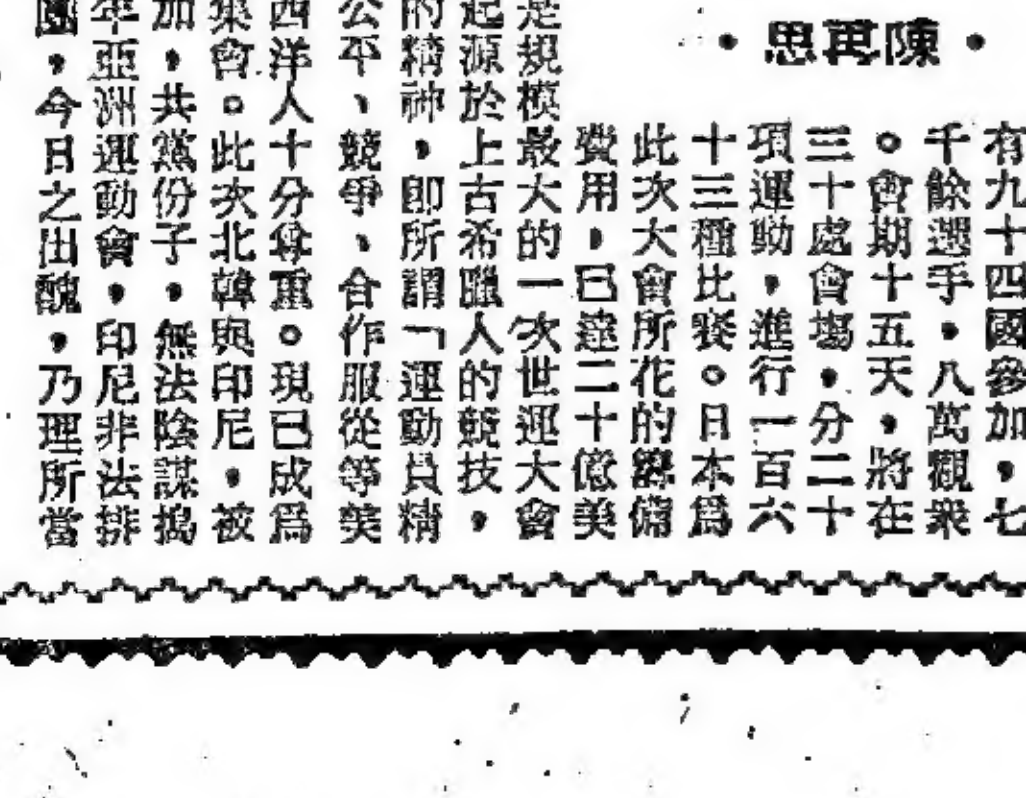 ・陳再思・
有九十四國參加，七
千餘選手，八萬觀衆
。會期十五天，將在
三十處會塲，分二十
項運動，進行一百六
十三種比賽。日本爲
此次大會所花的籌備
費用，已達二十億美
是規模最大的一次世運大會
起源於上古希臘人的競技，
的精神，即所謂「運動員精
公平、競爭、合作服從等美
西洋人十分尊重。現已成爲
集會。此次北韓與印尼，被
加，共黨份子，無法陰謀搗
年亞洲運動會，印尼非法排
團，今日之出醜，乃理所當